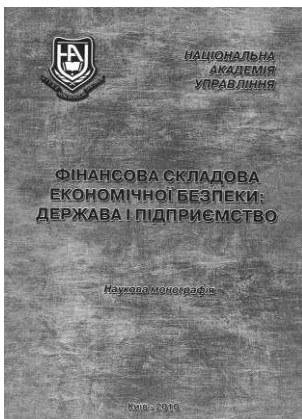 НАЦІОНАЛЬНА
АКАДЕМІЯ
УПРАВЛІННЯ
ФІНАНСОВА СКЛАДОВА
ЕКОНОМІЧНОЇ БЕЗПЕКИ:
ДЕРЖАВА І ПІДПРИЄМСТВО
Наукова монографія
Київ - 2010